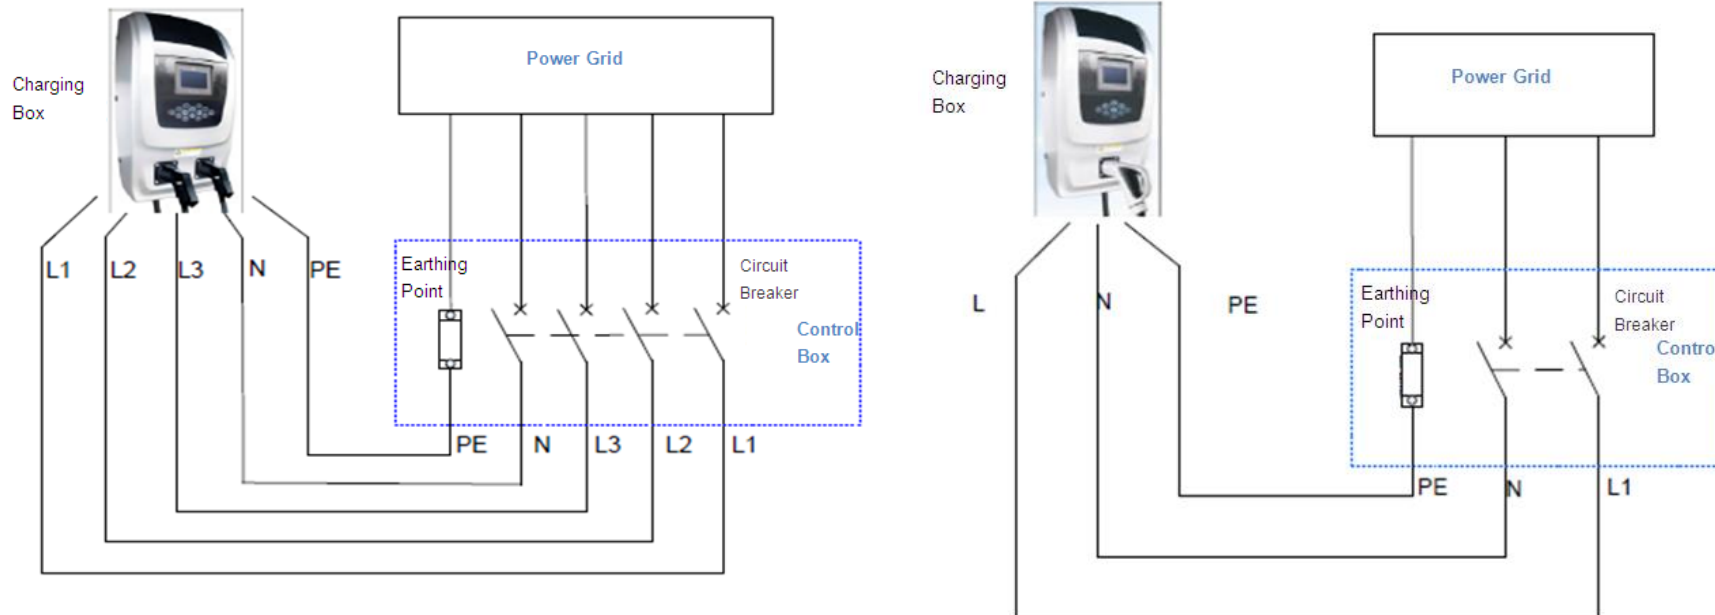 Power Grid
Charging
Box
L1
L2
L3
N
PE
Earthing
Point
Circuit
Breaker
Control
Box
PE
N
L3
L2
L1
Power Grid
Charging
Box
L
N
PE
Earthing
Point
Circuit
Breaker
Contro
Box
PE
N
L1